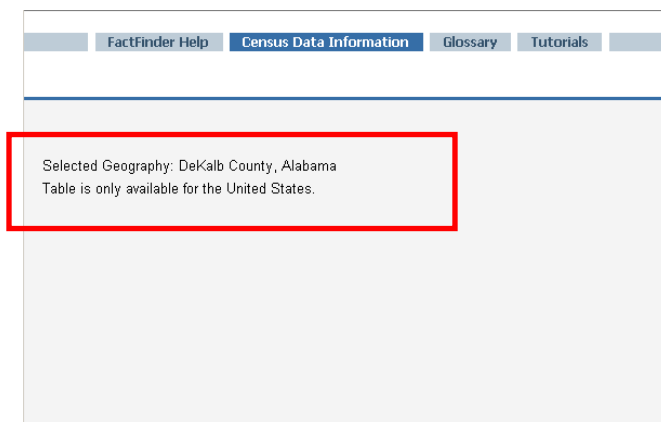 FactFinder Help Census Data Information Glossary Tutorials
Selected Geography: DeKalb County, Alabama
Table is only available for the United States.